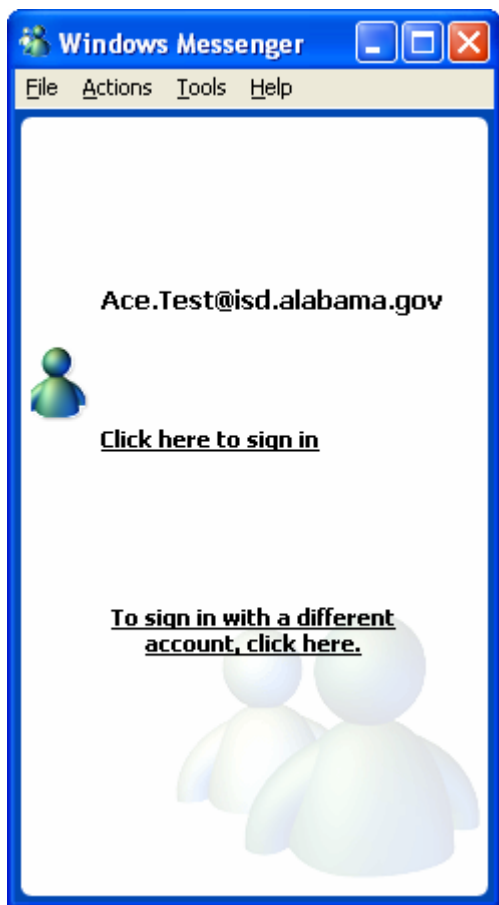 Windows Messenger
File Actions Tools Help
Ace.Test@isd.alabama.gov
Click here to sign in
To sign in with a different
account, click here.